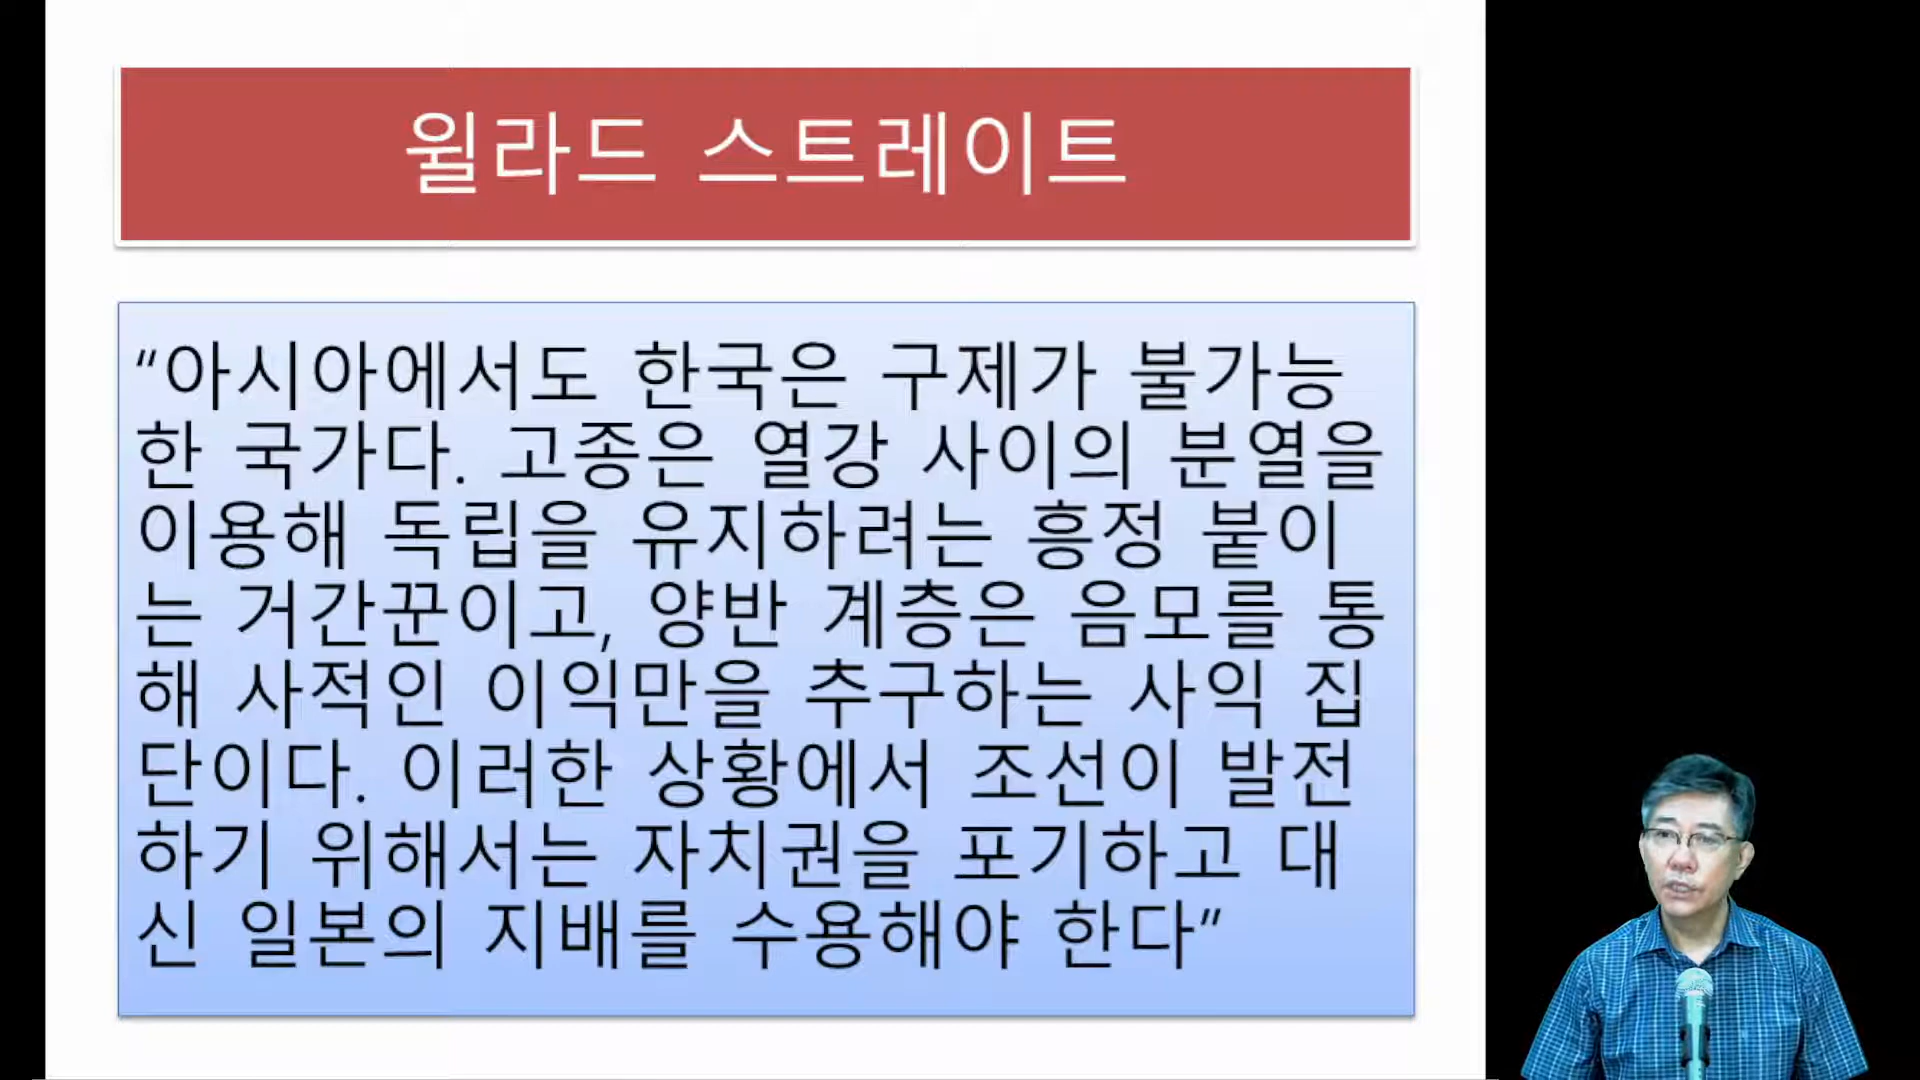 윌라드 스트레이트
“아시아에서도 한국은 구제가 불가능
한 국가다. 고종은 열강 사이의 분열을
이용해 독립을 유지하려는 흥정 붙이
는 거간꾼이고, 양반 계층은 음모를 통
해 사적인 이익만을 추구하는 사익 집
단이다. 이러한 상황에서 조선이 발전
하기 위해서는 자치권을 포기하고 대
신 일본의 지배를 수용해야 한다”